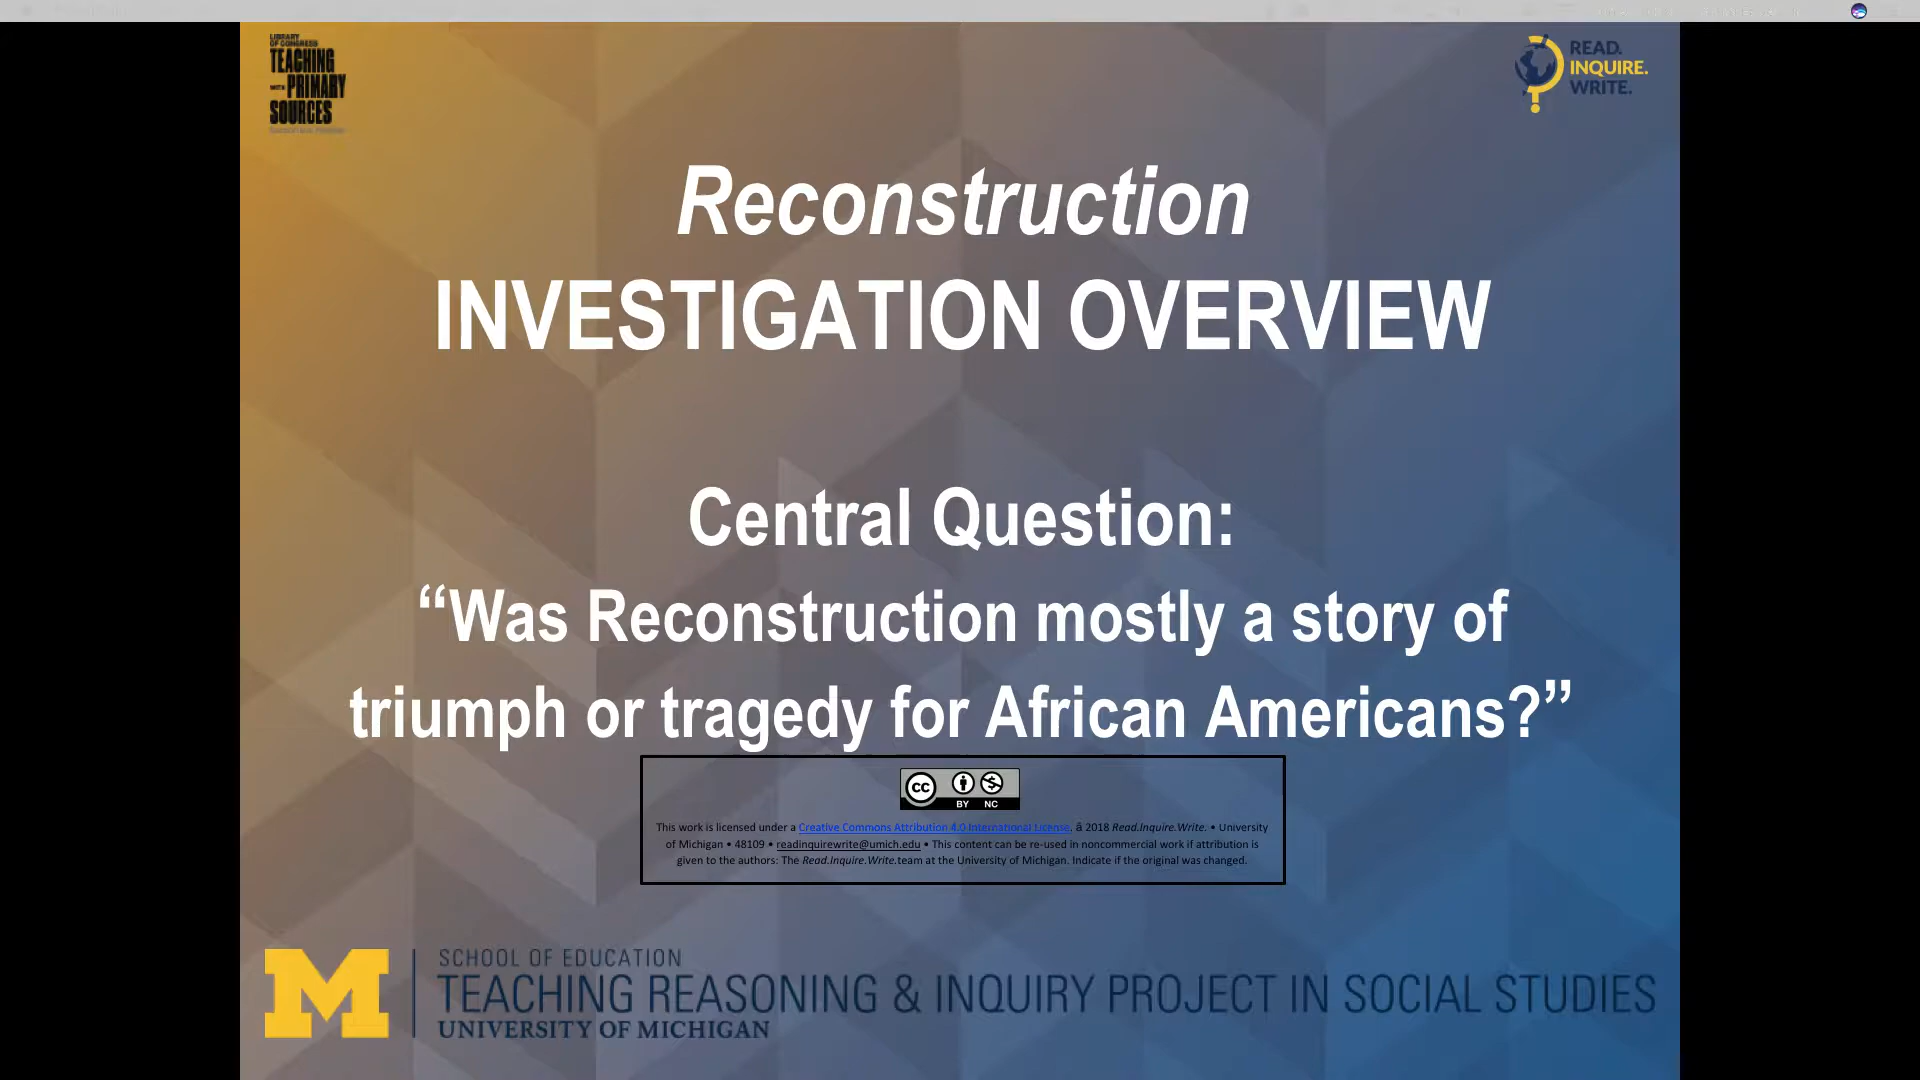 LIBRARY
OF CONGRESS
TEACHING
WITH PRIMARY
SOURCES
READ.
INQUIRE.
WRITE.
Reconstruction
INVESTIGATION OVERVIEW
Central Question:
“Was Reconstruction mostly a story of
triumph or tragedy for African Americans?”
CC BY NC
This work is licensed under a Creative Commons Attribution 4.0 International License. ã 2018 Read.Inquire.Write. • University
of Michigan • 48109 • readinquirewrite@umich.edu • This content can be re-used in noncommercial work if attribution is
given to the authors: The Read.Inquire.Write.team at the University of Michigan. Indicate if the original was changed.
M
SCHOOL OF EDUCATION
TEACHING REASONING & INQUIRY PROJECT IN SOCIAL STUDIES
UNIVERSITY OF MICHIGAN